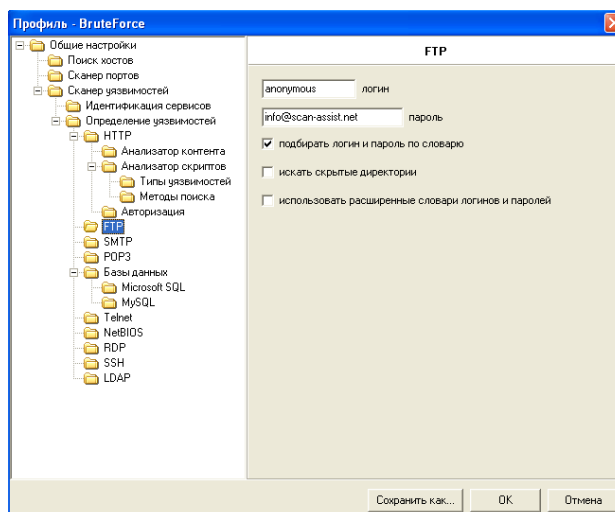 Профиль - BruteForce
Общие настройки
Поиск хостов
Сканер портов
Сканер уязвимостей
Идентификация сервисов
Определение уязвимостей
HTTP
Анализатор контента
Анализатор скриптов
Типы уязвимостей
Методы поиска
Авторизация
FTP
SMTP
POP3
Базы данных
Microsoft SQL
MySQL
Telnet
NetBIOS
RDP
SSH
LDAP
FTP
anonymous логин
info@scan-assist.net пароль
подбирать логин и пароль по словарю
искать скрытые директории
использовать расширенные словари логинов и паролей
Сохранить как... OK Отмена